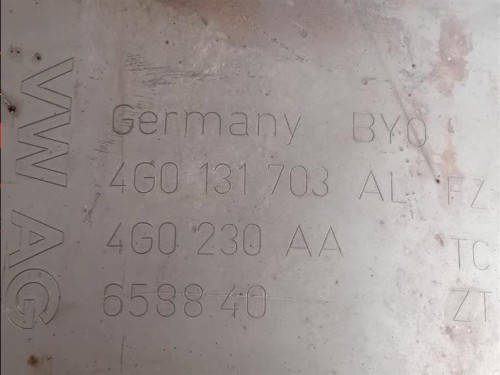 VW AG
Germany BY0
4G0 131 703 AL FZ
4G0 230 AA TC
6588 40 ZT